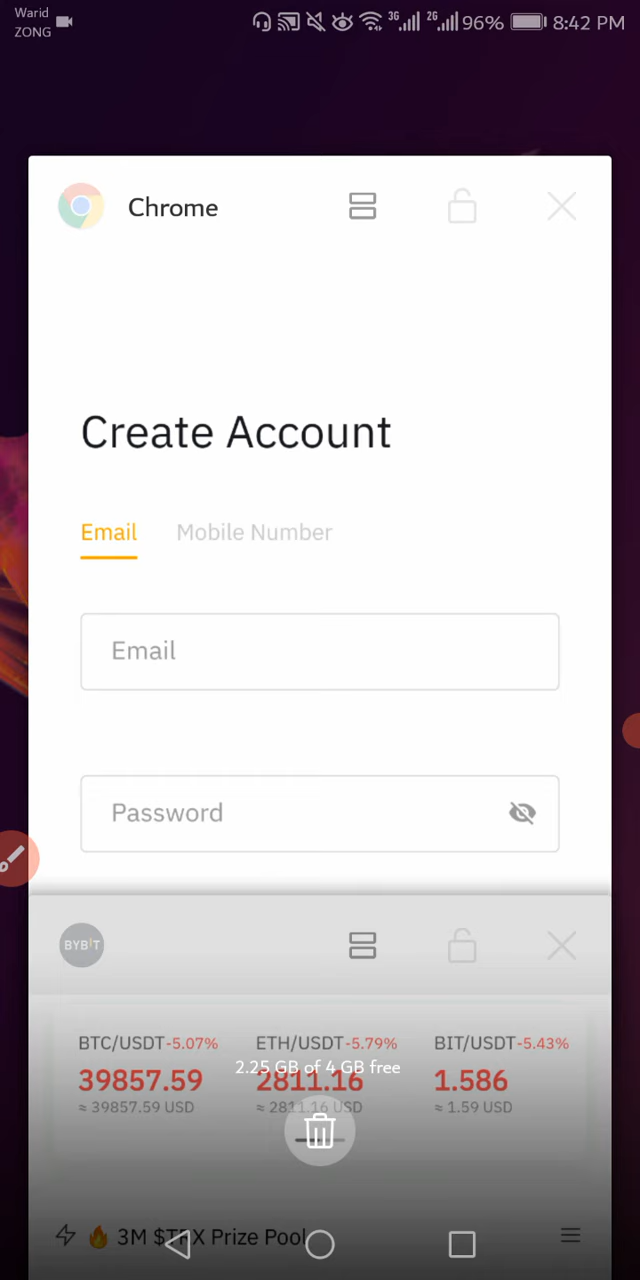 Warid
ZONG
3G 2G 96% 8:42 PM
Chrome
Create Account
Email Mobile Number
Email
Password
BYBIT
BTC/USDT-5.07% ETH/USDT-5.79% BIT/USDT-5.43%
2.25 GB of 4 GB free
39857.59 2811.16 1.586
≈ 39857.59 USD ≈ 2811.16 USD ≈ 1.59 USD
3M $TRX Prize Pool